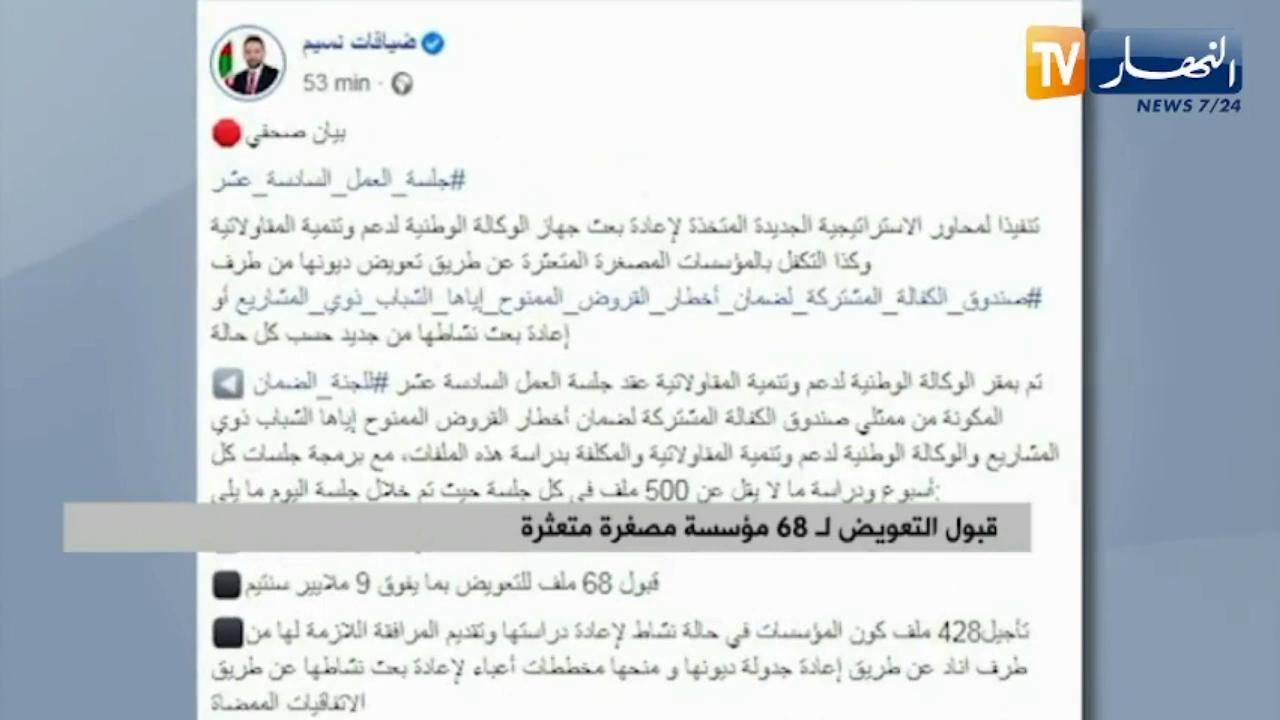 ضيافات نسيم
53 min
النهار TV
NEWS 7/24
بيان صحفي
#جلسة_العمل_السادسة_عشر
تنفيذا لمحاور الاستراتيجية الجديدة المتخذة لإعادة بعث جهاز الوكالة الوطنية لدعم وتنمية المقاولاتية
وكذا التكفل بالمؤسسات المصغرة المتعثرة عن طريق تعويض ديونها من طرف
#صندوق_الكفالة_المشتركة_لضمان_أخطار_القروض_الممنوح_إياها_الشباب_ذوي_المشاريع أو
إعادة بعث نشاطها من جديد حسب كل حالة
تم بمقر الوكالة الوطنية لدعم وتنمية المقاولاتية عقد جلسة العمل السادسة عشر #للجنة_الضمان
المكونة من ممثلي صندوق الكفالة المشتركة لضمان أخطار القروض الممنوح إياها الشباب ذوي
المشاريع والوكالة الوطنية لدعم وتنمية المقاولاتية والمكلفة بدراسة هذه الملفات، مع برمجة جلسات كل
أسبوع ودراسة ما لا يقل عن 500 ملف في كل جلسة حيث تم خلال جلسة اليوم ما يلي:
قبول التعويض لـ 68 مؤسسة مصغرة متعثرة
قبول 68 ملف للتعويض بما يفوق 9 ملايير سنتيم
تأجيل428 ملف كون المؤسسات في حالة نشاط لإعادة دراستها وتقديم المرافقة اللازمة لها من
طرف اناد عن طريق إعادة جدولة ديونها و منحها مخططات أعباء لإعادة بعث نشاطها عن طريق
الاتفاقيات الممضاة